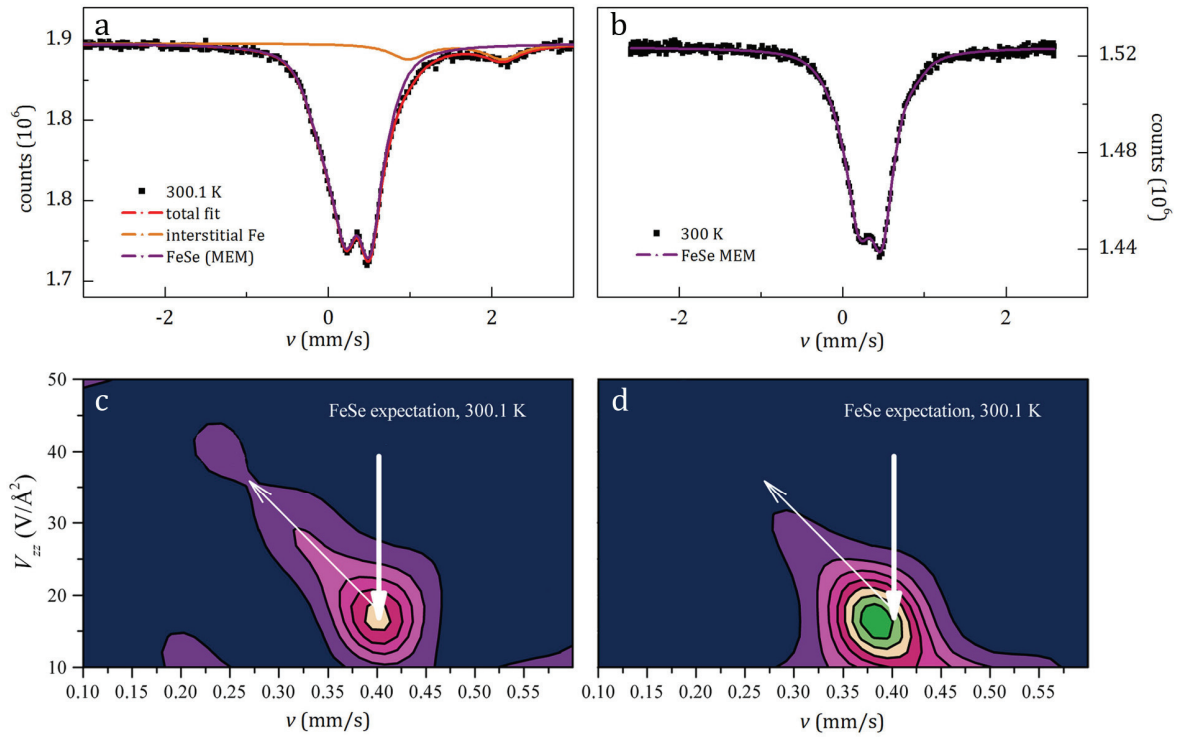 a
1.9
1.8
1.8
1.7
counts (10⁶)
300.1 K
total fit
interstitial Fe
FeSe (MEM)
-2
0
2
v (mm/s)
b
1.52
1.48
1.44
counts (10⁶)
300 K
FeSe MEM
-2
0
2
v (mm/s)
c
FeSe expectation, 300.1 K
50
40
30
20
10
V_zz (V/Å²)
0.10 0.15 0.20 0.25 0.30 0.35 0.40 0.45 0.50 0.55
v (mm/s)
d
FeSe expectation, 300.1 K
0.10 0.15 0.20 0.25 0.30 0.35 0.40 0.45 0.50 0.55
v (mm/s)